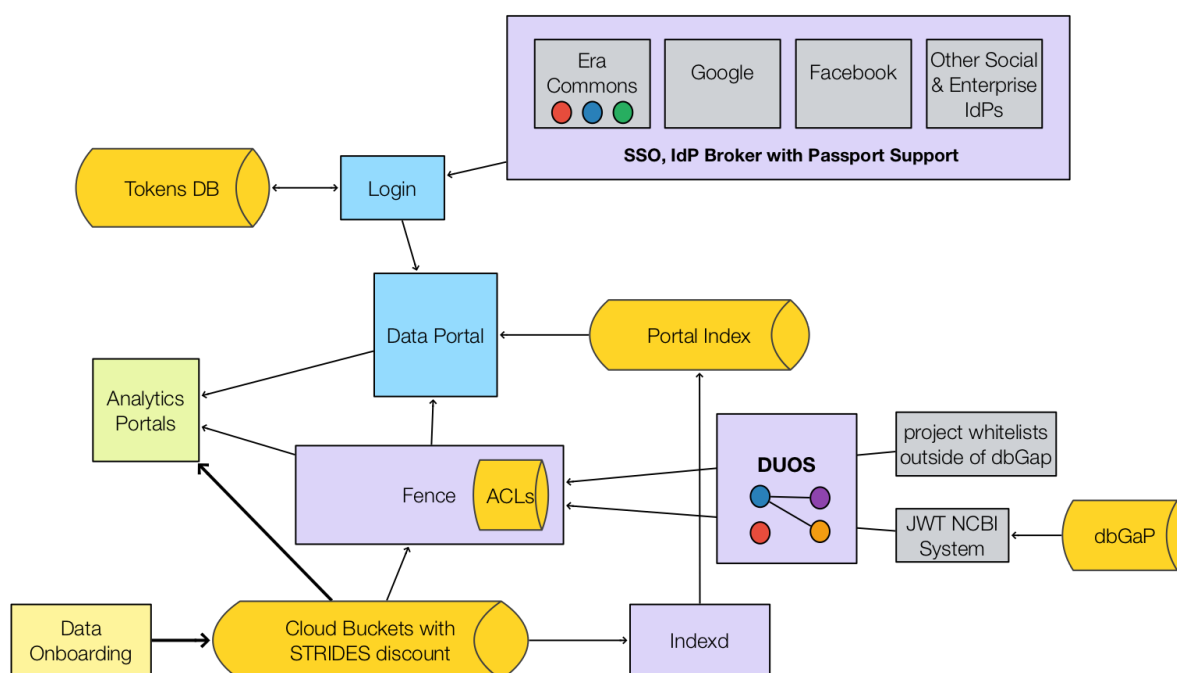 Era
Commons
Google
Facebook
Other Social
& Enterprise
IdPs
SSO, IdP Broker with Passport Support
Tokens DB
Login
Data Portal
Portal Index
Analytics
Portals
Fence
ACLs
DUOS
project whitelists
outside of dbGap
JWT NCBI
System
dbGaP
Data
Onboarding
Cloud Buckets with
STRIDES discount
Indexd